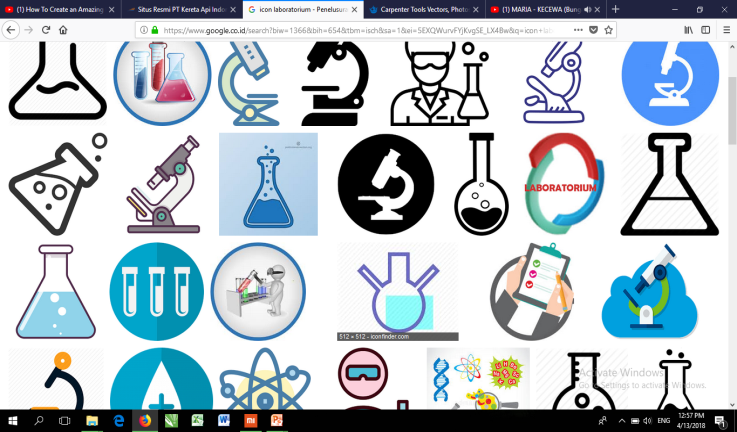 (1) How To Create an Amazing
Situs Resmi PT Kereta Api Indo
icon laboratorium - Penelusura
Carpenter Tools Vectors, Photo
(1) MARIA - KECEWA (Bung
https://www.google.co.id/search?biw=1366&bih=654&tbm=isch&sa=1&ei=5EXQWurvFYjKvgSE_LX4Bw&q=icon+lab
LABORATORIUM
512 × 512 - iconfinder.com
Activate Windows
Go to Settings to activate Windows.
ENG
12:57 PM
4/13/2018